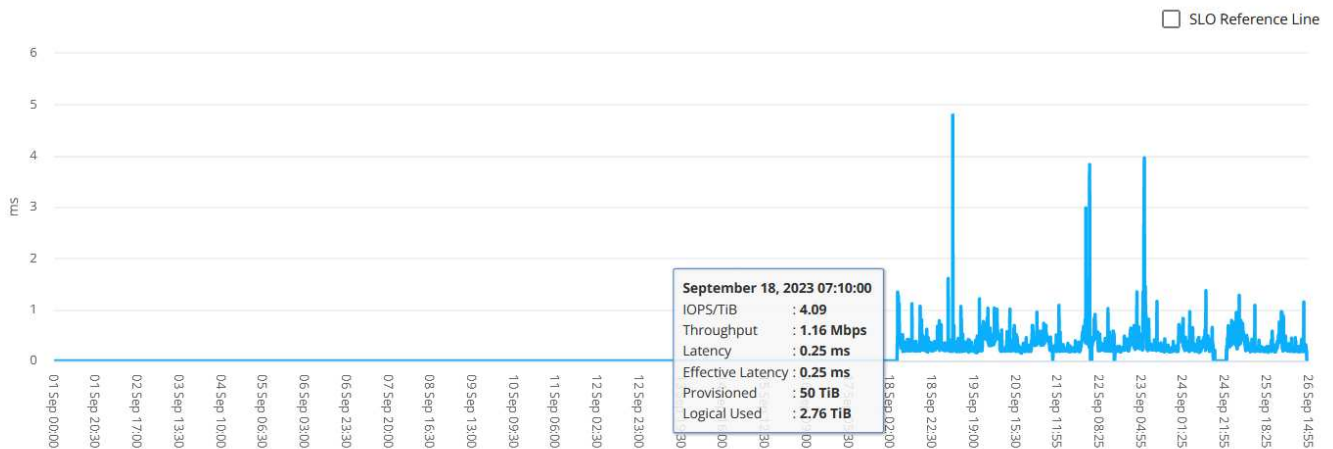 SLO Reference Line
6
5
4
3
2
1
0
ms
September 18, 2023 07:10:00
IOPS/TiB : 4.09
Throughput : 1.16 Mbps
Latency : 0.25 ms
Effective Latency : 0.25 ms
Provisioned : 50 TiB
Logical Used : 2.76 TiB
01 Sep 00:00
01 Sep 20:30
02 Sep 17:00
03 Sep 13:30
04 Sep 10:00
05 Sep 06:30
06 Sep 03:00
06 Sep 23:30
07 Sep 20:00
08 Sep 16:30
09 Sep 13:00
10 Sep 09:30
11 Sep 06:00
12 Sep 02:30
12 Sep 23:00
18 Sep 02:00
18 Sep 22:30
19 Sep 19:00
20 Sep 15:30
21 Sep 11:55
22 Sep 08:25
23 Sep 04:55
24 Sep 01:25
24 Sep 21:55
25 Sep 18:25
26 Sep 14:55